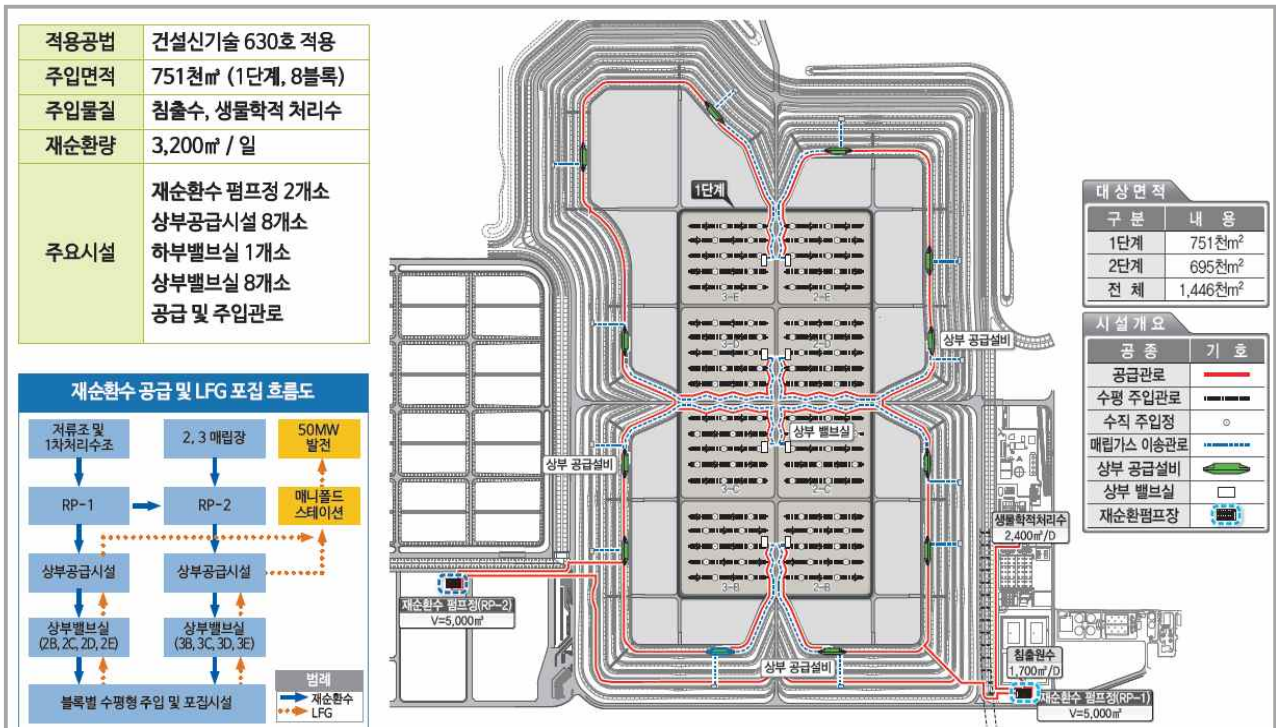 적용공법 건설신기술 630호 적용
주입면적 751천㎡ (1단계, 8블록)
주입물질 침출수, 생물학적 처리수
재순환량 3,200㎥ / 일
주요시설
재순환수 펌프정 2개소
상부공급시설 8개소
하부밸브실 1개소
상부밸브실 8개소
공급 및 주입관로
재순환수 공급 및 LFG 포집 흐름도
저류조 및
1차처리수조
2, 3 매립장
50MW
발전
RP-1
RP-2
매니폴드
스테이션
상부공급시설
상부공급시설
상부밸브실
(2B, 2C, 2D, 2E)
상부밸브실
(3B, 3C, 3D, 3E)
블록별 수평형 주입 및 포집시설
범례
재순환수
LFG
1단계
3-E
2-E
3-D
2-D
상부 공급설비
상부 밸브실
상부 공급설비
3-C
2-C
3-B
2-B
재순환수 펌프정(RP-2)
V=5,000㎥
생물학적처리수
2,400㎥/D
상부 공급설비
침출원수
1,700㎥/D
재순환수 펌프정(RP-1)
V=5,000㎥
대상면적
구 분 내 용
1단계 751천m²
2단계 695천m²
전 체 1,446천m²
시설개요
공 종 기 호
공급관로
수평 주입관로
수직 주입정
매립가스 이송관로
상부 공급설비
상부 밸브실
재순환펌프장